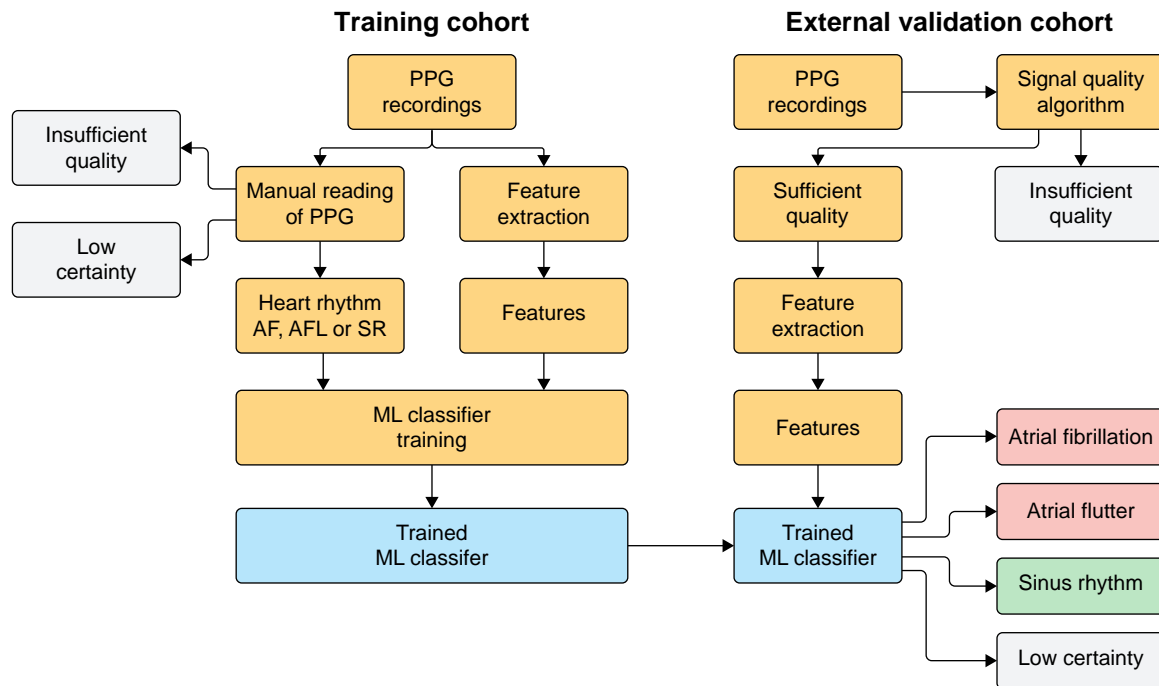 Training cohort
PPG
recordings
Insufficient
quality
Low
certainty
Manual reading
of PPG
Feature
extraction
Heart rhythm
AF, AFL or SR
Features
ML classifier
training
Trained
ML classifer
External validation cohort
PPG
recordings
Signal quality
algorithm
Sufficient
quality
Insufficient
quality
Feature
extraction
Features
Trained
ML classifier
Atrial fibrillation
Atrial flutter
Sinus rhythm
Low certainty